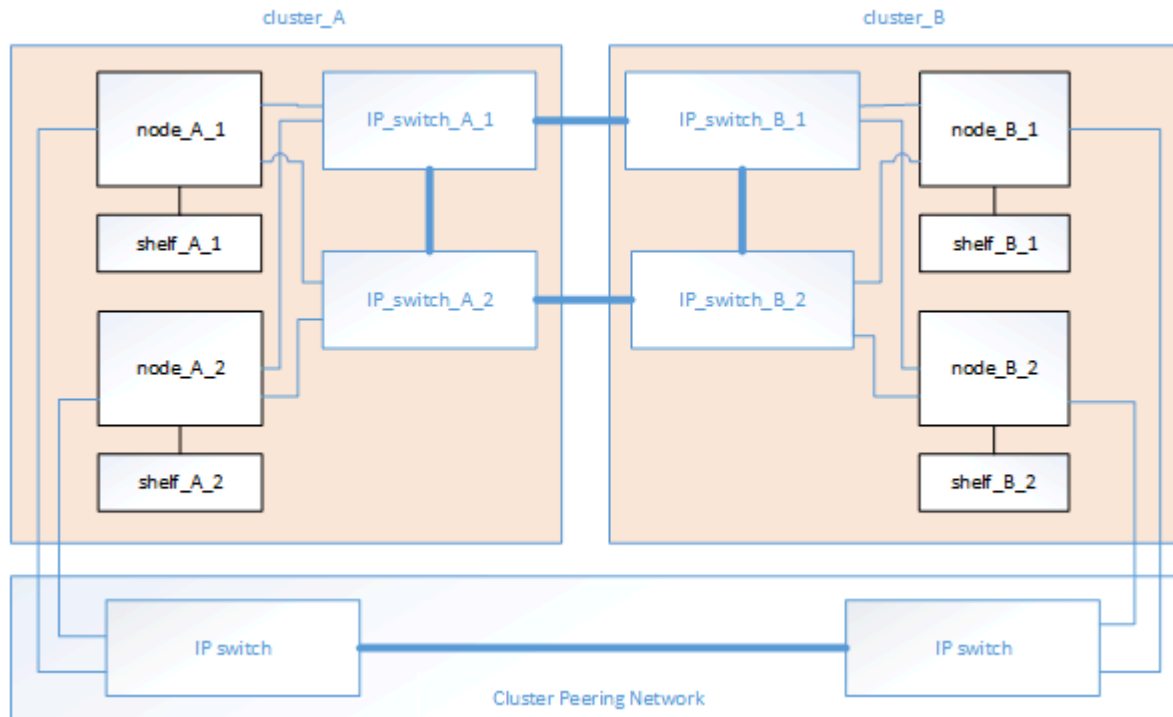 cluster_A
cluster_B
node_A_1
IP_switch_A_1
IP_switch_B_1
node_B_1
shelf_A_1
shelf_B_1
IP_switch_A_2
IP_switch_B_2
node_A_2
node_B_2
shelf_A_2
shelf_B_2
IP switch
IP switch
Cluster Peering Network